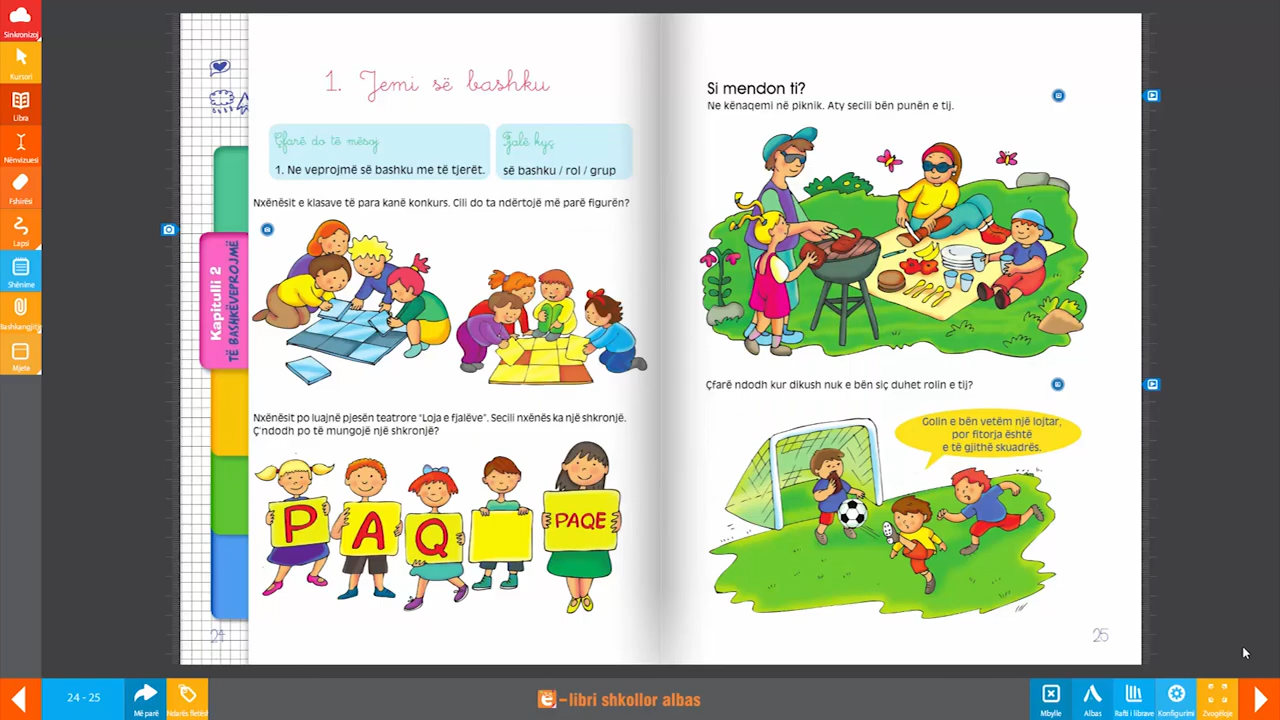 Sinkronizoj
Kursori
Libra
Nënvizuesi
Fshirësi
Lapsi
Shënime
Bashkangjitj
Mjete
Kapitulli 2
TË BASHKËVEPROJMË
1. Jemi së bashku
Çfarë do të mësoj
1. Ne veprojmë së bashku me të tjerët.
Fjalë kyç
së bashku / rol / grup
Nxënësit e klasave të para kanë konkurs. Cili do ta ndërtojë më parë figurën?
Nxënësit po luajnë pjesën teatrore "Loja e fjalëve". Secili nxënës ka një shkronjë.
Ç'ndodh po të mungojë një shkronjë?
P A Q PAQE
24
Si mendon ti?
Ne kënaqemi në piknik. Aty secili bën punën e tij.
Çfarë ndodh kur dikush nuk e bën siç duhet rolin e tij?
Golin e bën vetëm një lojtar,
por fitorja është
e të gjithë skuadrës.
25
24 - 25
Më parë
Ndarës fletësh
e-libri shkollor albas
Mbylle
Albas
Rafti i librave
Konfigurimi
Zvogëloje